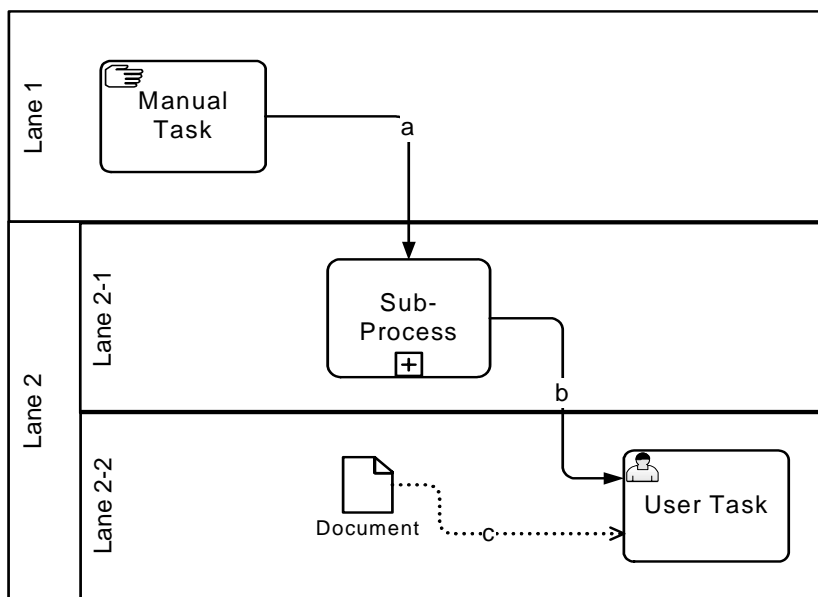 Lane 1
Manual
Task
a
Lane 2
Lane 2-1
Sub-
Process
b
Lane 2-2
Document
c
User Task